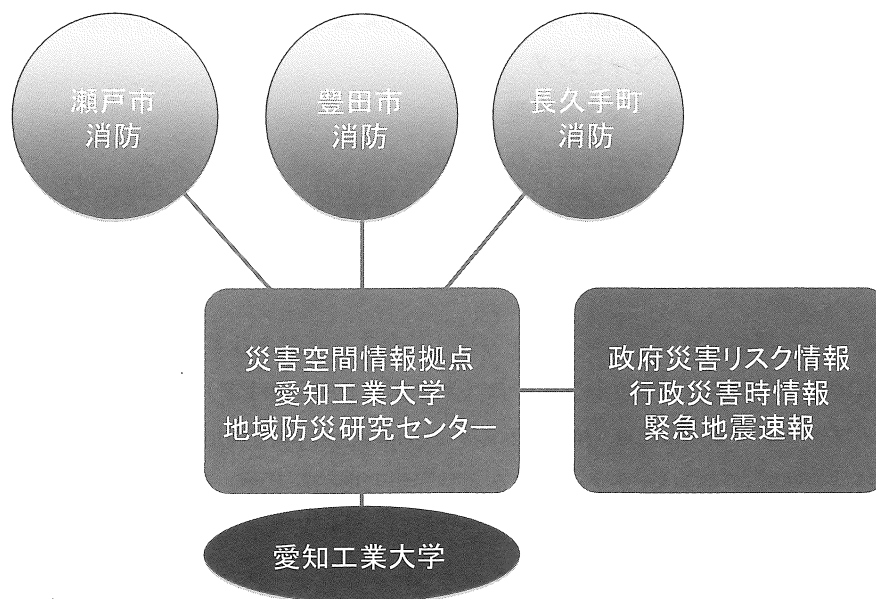 瀬戸市
消防
豊田市
消防
長久手町
消防
災害空間情報拠点
愛知工業大学
地域防災研究センター
政府災害リスク情報
行政災害時情報
緊急地震速報
愛知工業大学